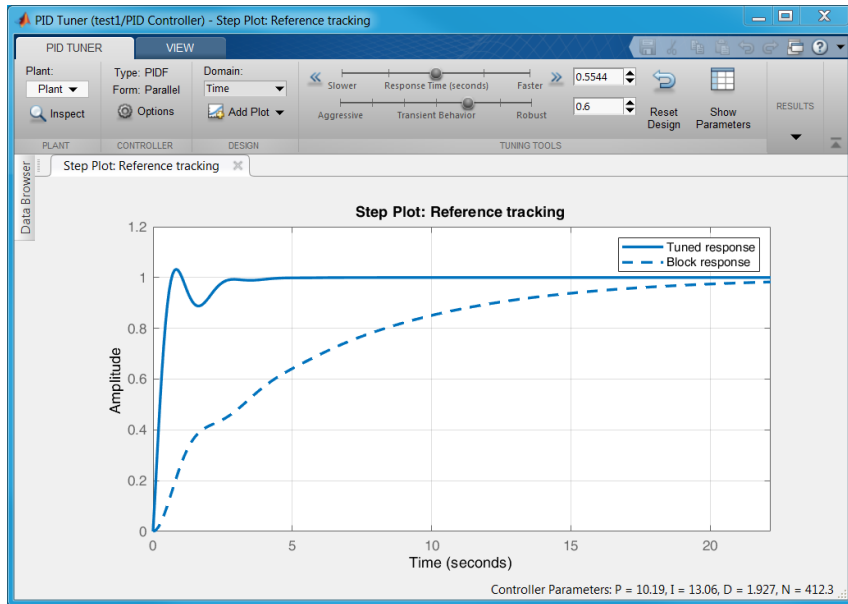 PID Tuner (test1/PID Controller) - Step Plot: Reference tracking
PID TUNER VIEW
Plant:
Plant
Inspect
PLANT
Type: PIDF
Form: Parallel
Options
CONTROLLER
Domain:
Time
Add Plot
DESIGN
Slower Response Time (seconds) Faster 0.5544
Aggressive Transient Behavior Robust 0.6
Reset
Design
Show
Parameters
TUNING TOOLS
RESULTS
Data Browser
Step Plot: Reference tracking
Step Plot: Reference tracking
Tuned response
Block response
Amplitude
1.2
1
0.8
0.6
0.4
0.2
0
0 5 10 15 20
Time (seconds)
Controller Parameters: P = 10.19, I = 13.06, D = 1.927, N = 412.3